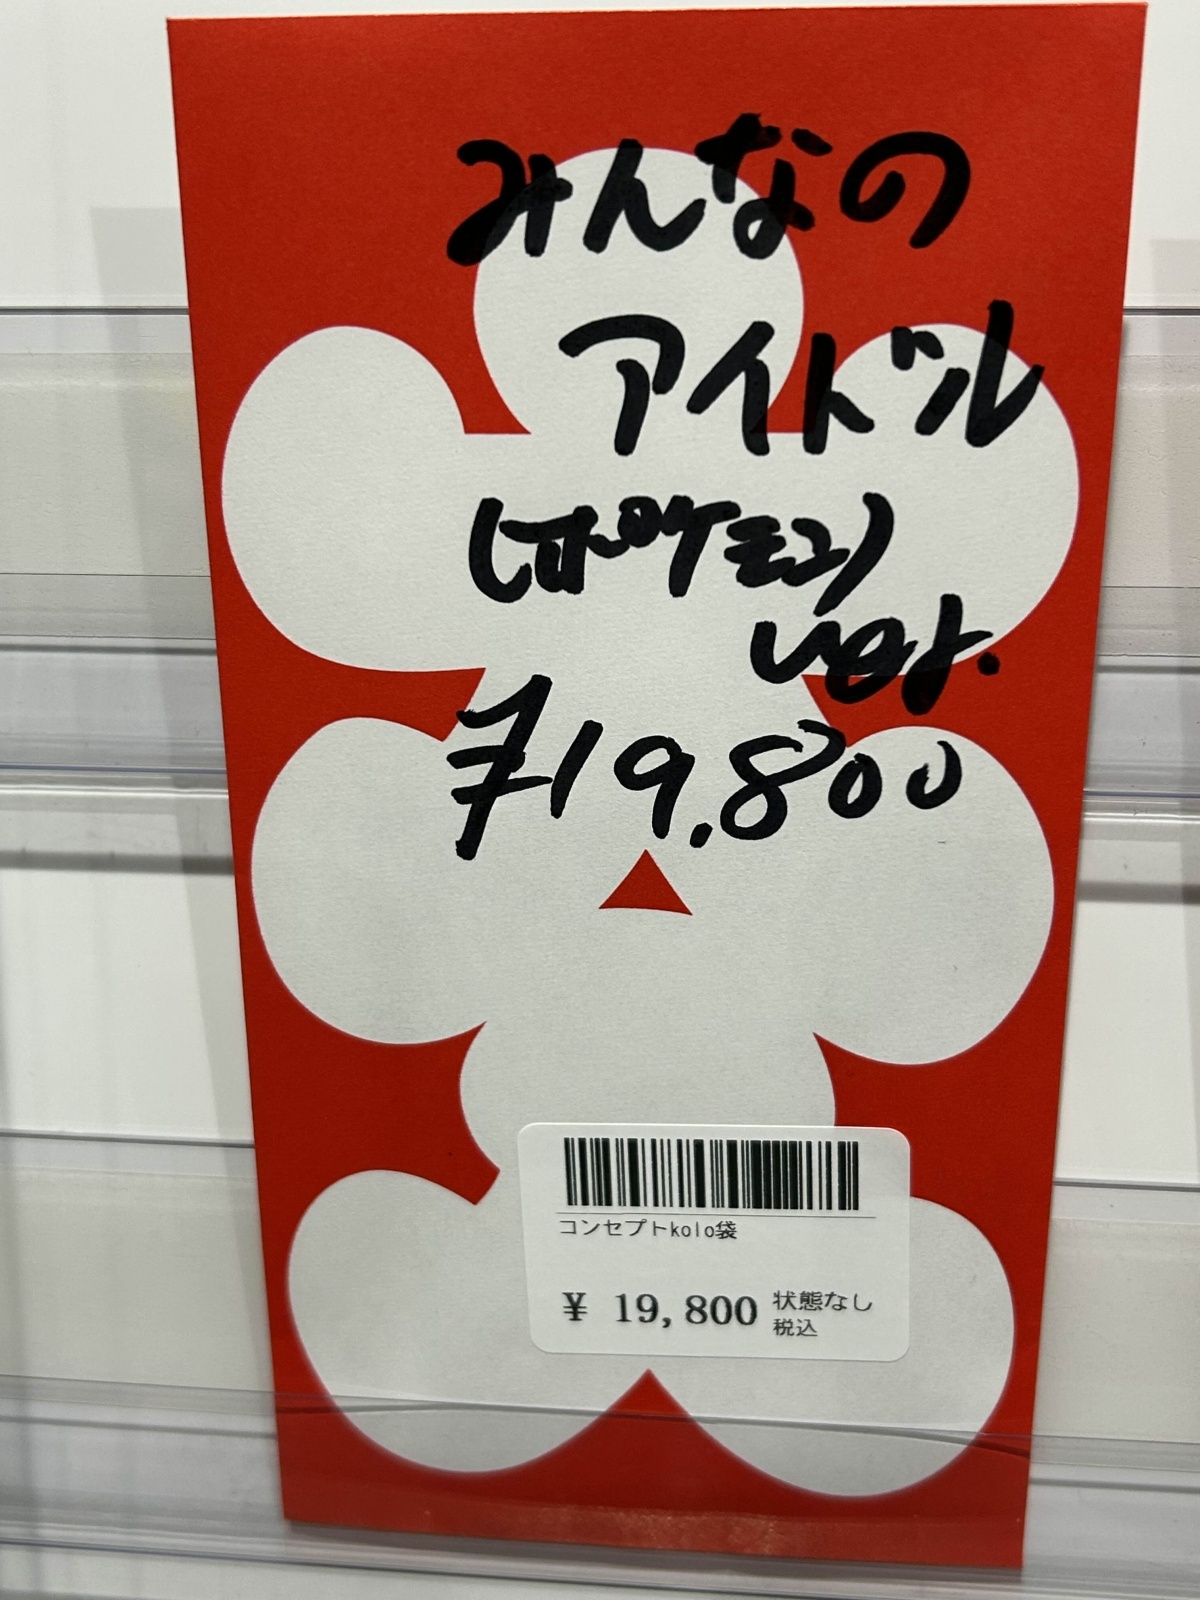 みんなの
アイドル
(ポケモン)
ver.
¥19.800
コンセプトkolo袋
¥ 19,800 状態なし
税込